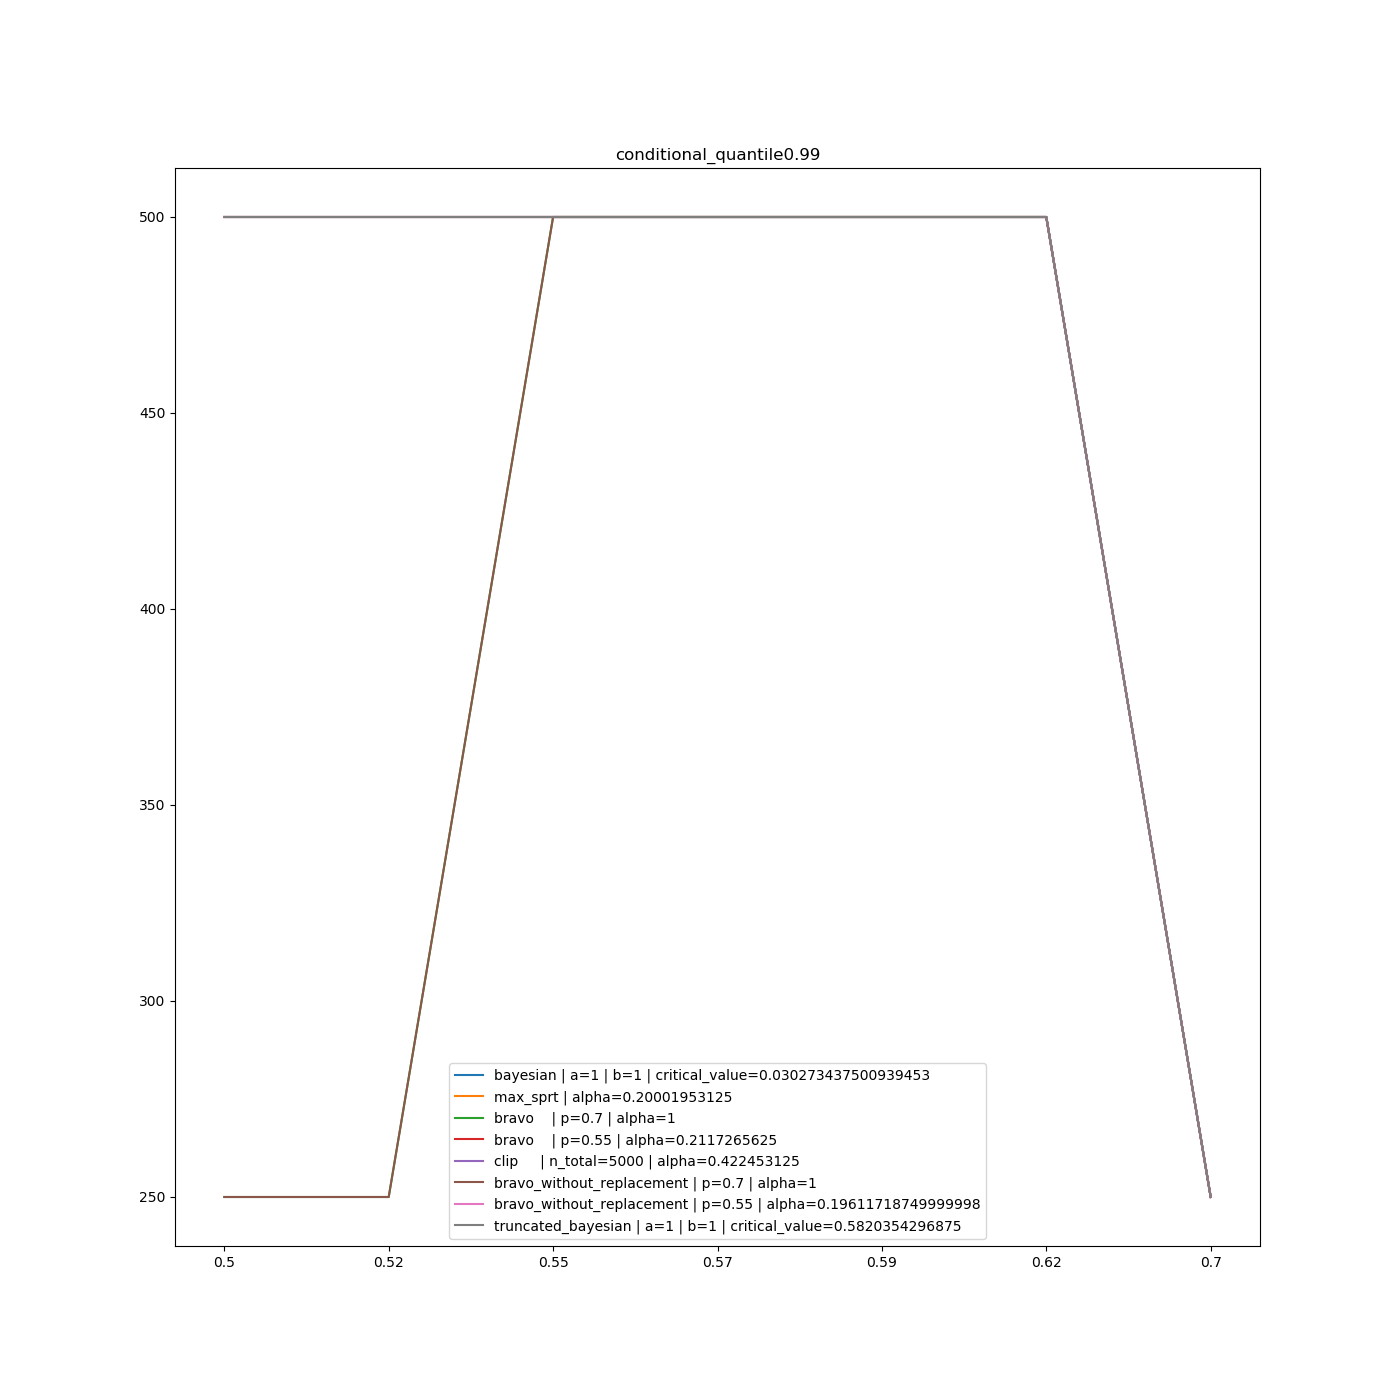 conditional_quantile0.99
500
450
400
350
300
250
bayesian | a=1 | b=1 | critical_value=0.030273437500939453
max_sprt | alpha=0.20001953125
bravo    | p=0.7 | alpha=1
bravo    | p=0.55 | alpha=0.2117265625
clip     | n_total=5000 | alpha=0.422453125
bravo_without_replacement | p=0.7 | alpha=1
bravo_without_replacement | p=0.55 | alpha=0.19611718749999998
truncated_bayesian | a=1 | b=1 | critical_value=0.5820354296875
0.5 0.52 0.55 0.57 0.59 0.62 0.7